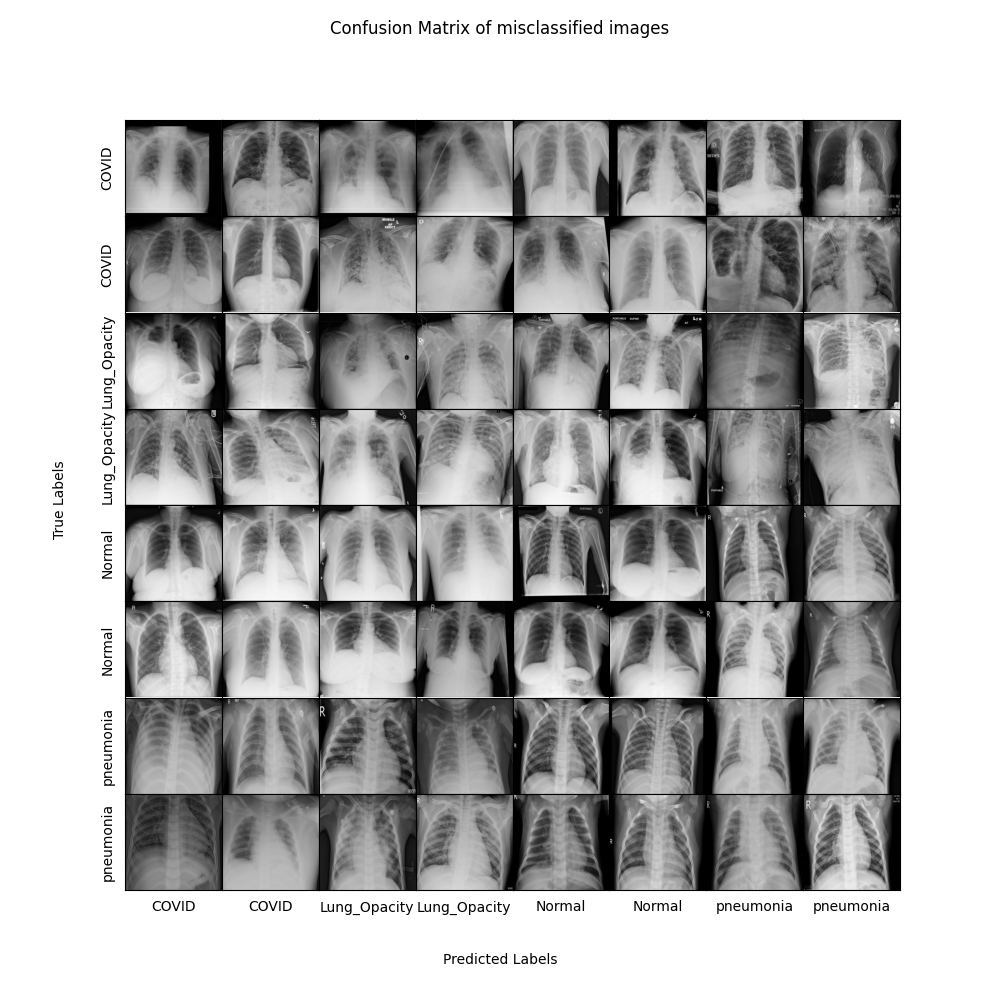 Confusion Matrix of misclassified images
True Labels
COVID
COVID
Lung_Opacity
Lung_Opacity
Normal
Normal
pneumonia
pneumonia
COVID
COVID
Lung_Opacity
Lung_Opacity
Normal
Normal
pneumonia
pneumonia
Predicted Labels
R
R